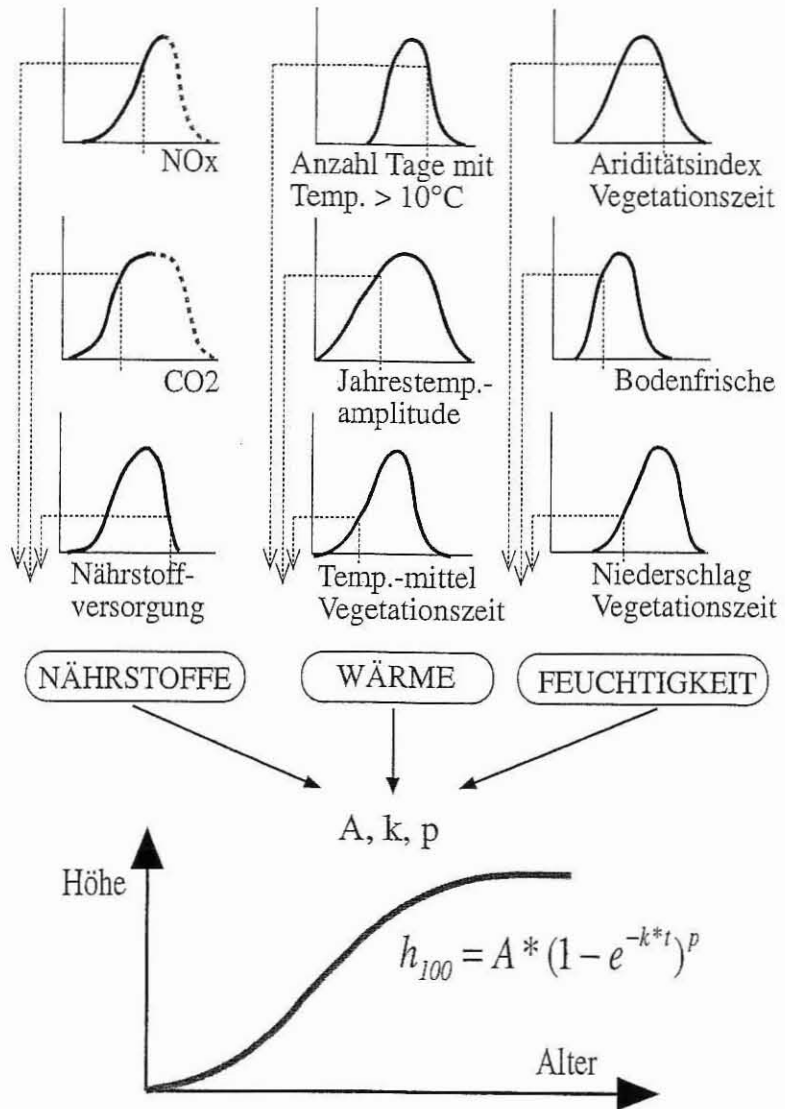 NOx
Anzahl Tage mit
Temp. > 10°C
Ariditätsindex
Vegetationszeit
CO2
Jahrestemp.-
amplitude
Bodenfrische
Nährstoff-
versorgung
Temp.-mittel
Vegetationszeit
Niederschlag
Vegetationszeit
NÄHRSTOFFE
WÄRME
FEUCHTIGKEIT
A, k, p
Höhe
h₁₀₀ = A * (1 − e^{−k*t})^p
Alter